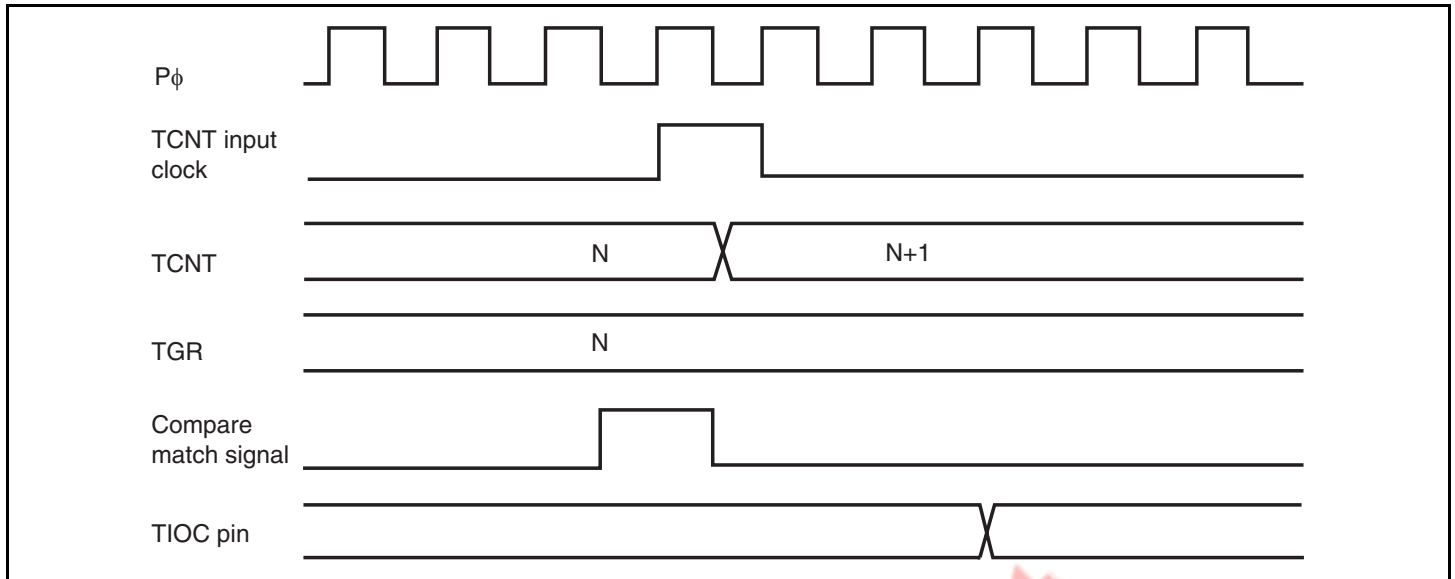 Pϕ
TCNT input
clock
TCNT
N
N+1
TGR
N
Compare
match signal
TIOC pin